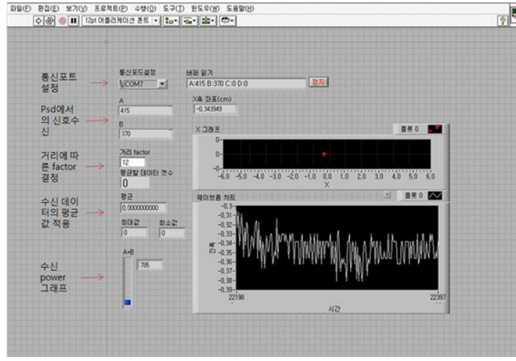 파일(F) 편집(E) 보기(V) 프로젝트(P) 수행(O) 도구(T) 윈도우(W) 도움말(H)
12pt 어플리케이션 폰트
통신포트
설정
통신포드설정
COM7
버퍼 읽기
A:415 B:370 C:0 D:0
정지
Psd에서
의 신호수
신
A
415
B
370
X축 좌표(cm)
-0,343949
X 그래프
플롯 0
0-
0-
0-
-6,0 -5,0 -4,0 -3,0 -2,0 -1,0 0,0 1,0 2,0 3,0 4,0 5,0 6,0
X
거리에 따
른 factor
결정
거리 factor
12
평균할 데이터 갯수
0
수신 데이
터의 평균
값 적용
평균
0,000000000
최대값
0
최소값
0
웨이브폼 차트
플롯 0
-0,3-
-0,31-
-0,32-
-0,33-
-0,34-
-0,35-
-0,36-
-0,37-
-0,38-
-0,39-
22198
22397
시간
수신
power
그래프
A+B
785